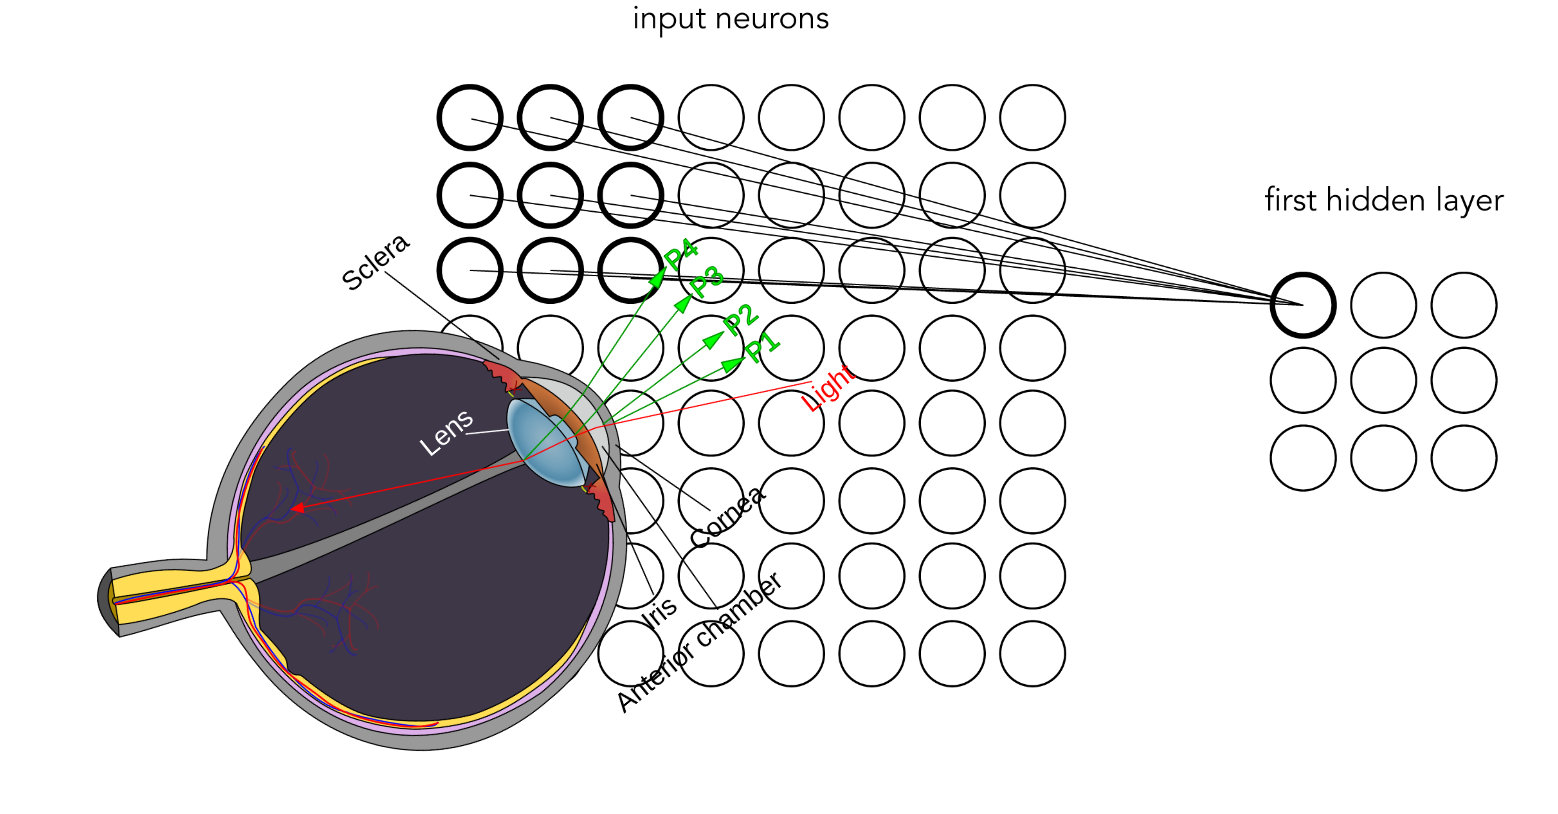 input neurons
first hidden layer
Sclera
P4
P3
P2
P1
Light
Lens
Cornea
Iris
Anterior chamber